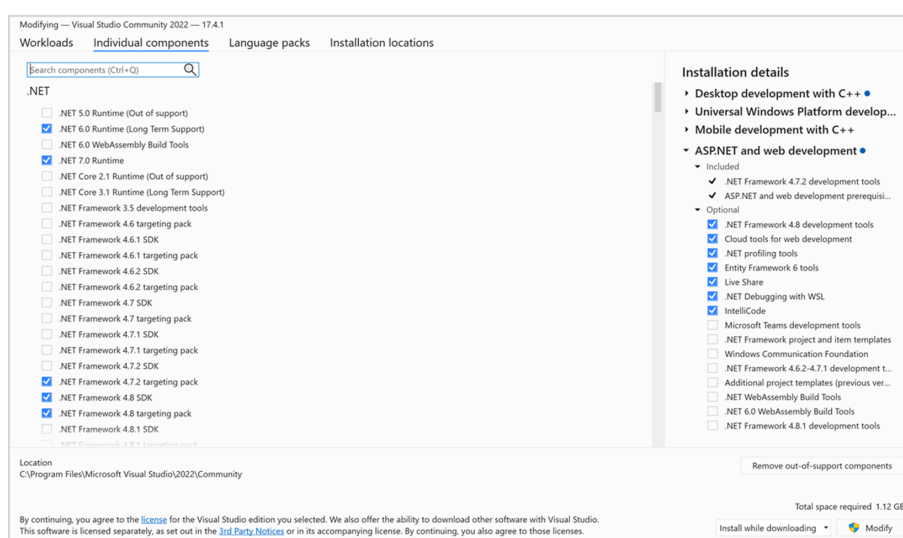 Modifying — Visual Studio Community 2022 — 17.4.1
Workloads Individual components Language packs Installation locations
Search components (Ctrl+Q)
.NET
.NET 5.0 Runtime (Out of support)
.NET 6.0 Runtime (Long Term Support)
.NET 6.0 WebAssembly Build Tools
.NET 7.0 Runtime
.NET Core 2.1 Runtime (Out of support)
.NET Core 3.1 Runtime (Long Term Support)
.NET Framework 3.5 development tools
.NET Framework 4.6 targeting pack
.NET Framework 4.6.1 SDK
.NET Framework 4.6.1 targeting pack
.NET Framework 4.6.2 SDK
.NET Framework 4.6.2 targeting pack
.NET Framework 4.7 SDK
.NET Framework 4.7 targeting pack
.NET Framework 4.7.1 SDK
.NET Framework 4.7.1 targeting pack
.NET Framework 4.7.2 SDK
.NET Framework 4.7.2 targeting pack
.NET Framework 4.8 SDK
.NET Framework 4.8 targeting pack
.NET Framework 4.8.1 SDK
.NET Framework 4.8.1 targeting pack
Installation details
Desktop development with C++
Universal Windows Platform develop...
Mobile development with C++
ASP.NET and web development
Included
.NET Framework 4.7.2 development tools
ASP.NET and web development prerequisi...
Optional
.NET Framework 4.8 development tools
Cloud tools for web development
.NET profiling tools
Entity Framework 6 tools
Live Share
.NET Debugging with WSL
IntelliCode
Microsoft Teams development tools
.NET Framework project and item templates
Windows Communication Foundation
.NET Framework 4.6.2-4.7.1 development t...
Additional project templates (previous ver...
.NET WebAssembly Build Tools
.NET 6.0 WebAssembly Build Tools
.NET Framework 4.8.1 development tools
Location
C:\Program Files\Microsoft Visual Studio\2022\Community
Remove out-of-support components
Total space required 1.12 GB
By continuing, you agree to the license for the Visual Studio edition you selected. We also offer the ability to download other software with Visual Studio.
This software is licensed separately, as set out in the 3rd Party Notices or in its accompanying license. By continuing, you also agree to those licenses.
Install while downloading Modify